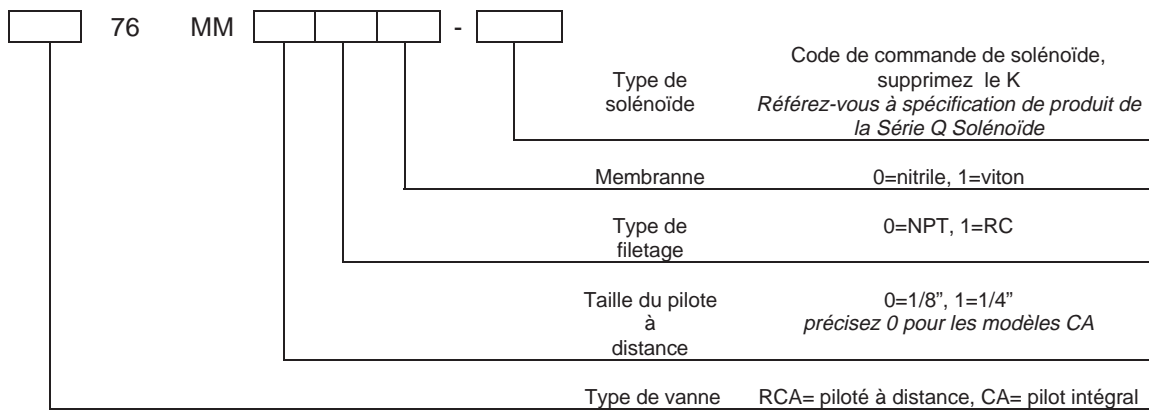 76 MM -
Code de commande de solénoïde,
Type de supprimez le K
solénoïde Référez-vous à spécification de produit de
la Série Q Solénoïde
Membranne 0=nitrile, 1=viton
Type de 0=NPT, 1=RC
filetage
Taille du pilote 0=1/8”, 1=1/4”
à précisez 0 pour les modèles CA
distance
Type de vanne RCA= piloté à distance, CA= pilot intégral